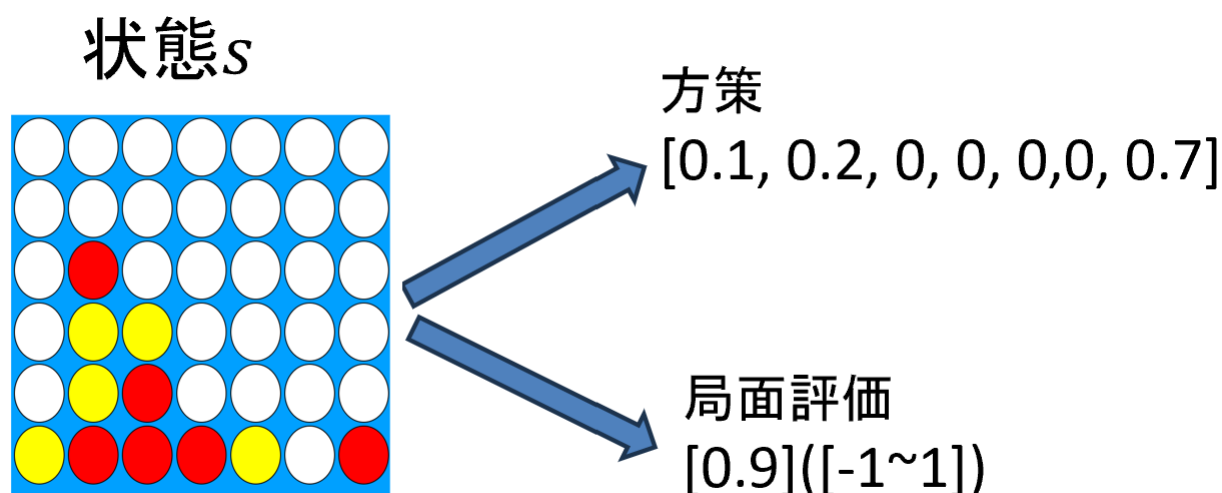 状態s
方策
[0.1, 0.2, 0, 0, 0,0, 0.7]
局面評価
[0.9]([-1~1])